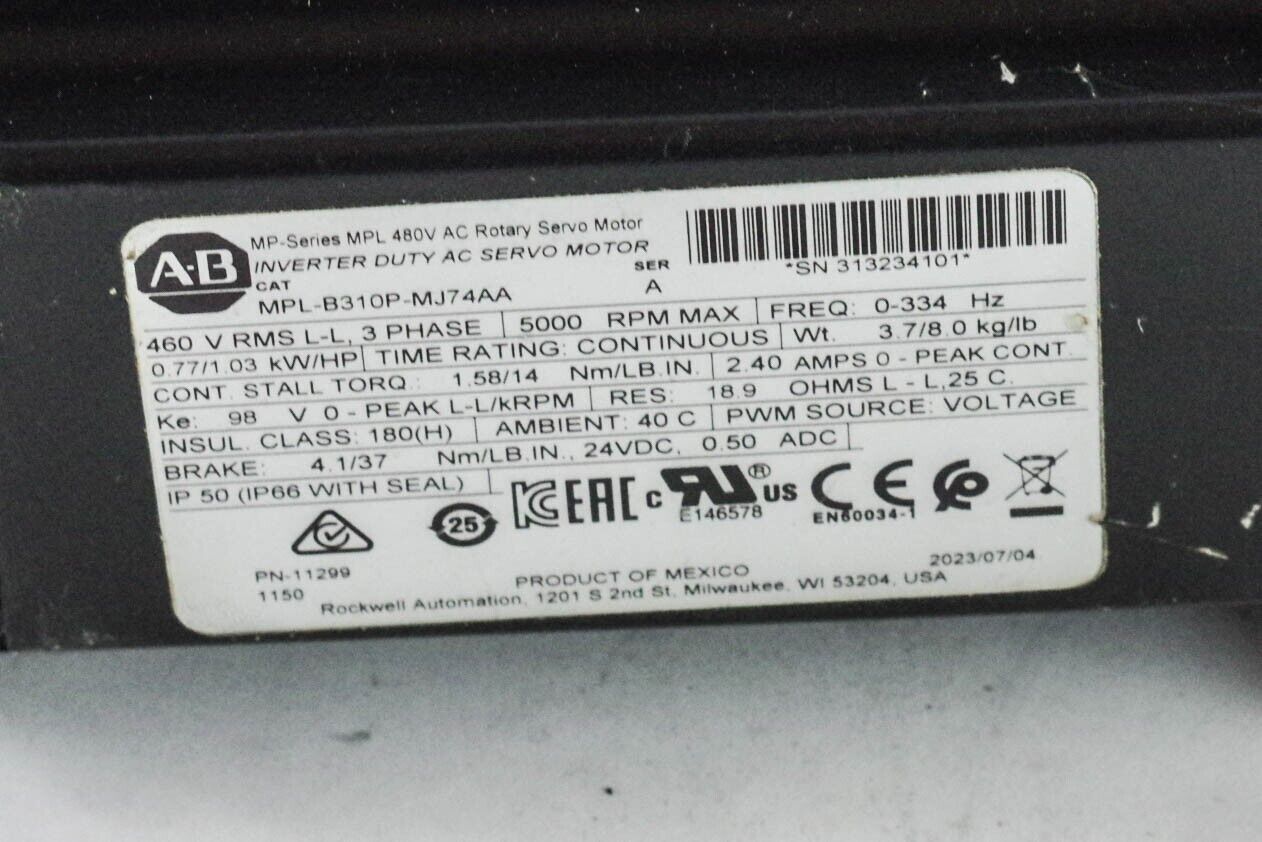 A-B
MP-Series MPL 480V AC Rotary Servo Motor
INVERTER DUTY AC SERVO MOTOR
CAT
SER
*SN 313234101*
MPL-B310P-MJ74AA
A
460 V RMS L-L, 3 PHASE 5000 RPM MAX FREQ: 0-334 Hz
0.77/1.03 kW/HP TIME RATING: CONTINUOUS Wt. 3.7/8.0 kg/lb
CONT. STALL TORQ.: 1.58/14 Nm/LB.IN. 2.40 AMPS 0 - PEAK CONT.
Ke: 98 V 0 - PEAK L-L/kRPM RES: 18.9 OHMS L - L,25 C.
INSUL. CLASS: 180(H) AMBIENT: 40 C PWM SOURCE: VOLTAGE
BRAKE: 4.1/37 Nm/LB.IN., 24VDC, 0.50 ADC
IP 50 (IP66 WITH SEAL)
25 KC EAC c RU® US CE
E146578 EN60034-1
PN-11299
1150
PRODUCT OF MEXICO 2023/07/04
Rockwell Automation, 1201 S 2nd St, Milwaukee, WI 53204, USA